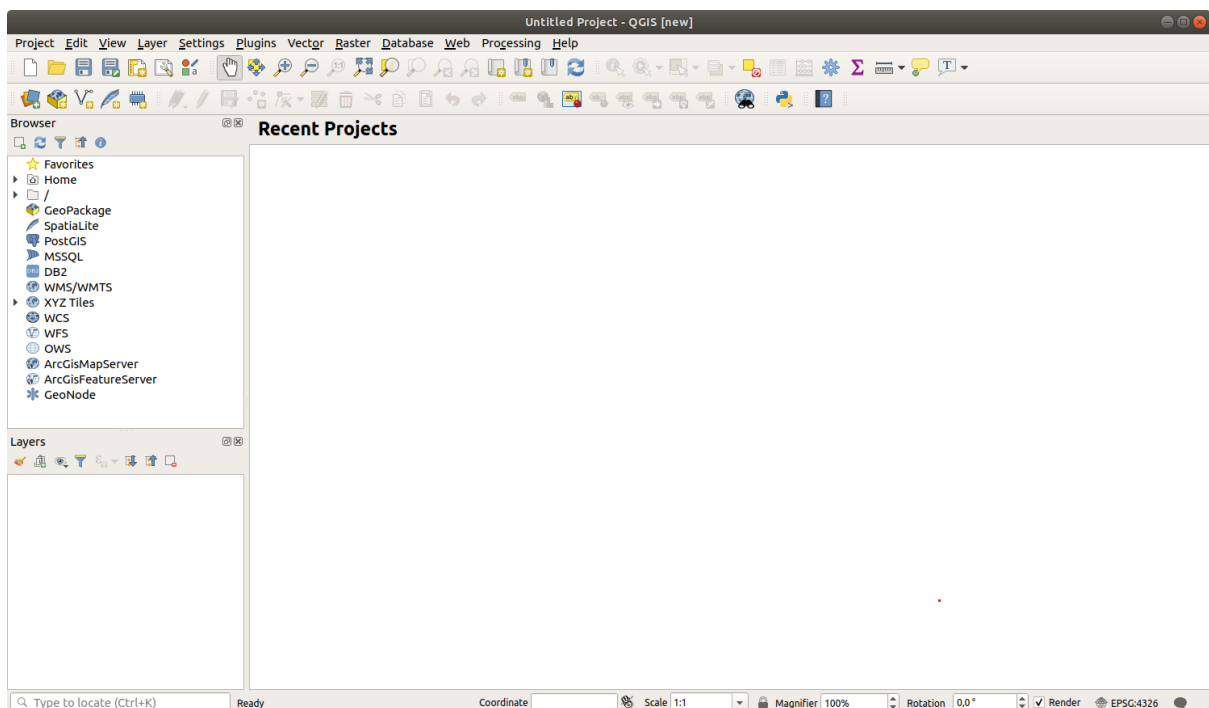 Untitled Project - QGIS [new]
Project Edit View Layer Settings Plugins Vector Raster Database Web Processing Help
Browser
Recent Projects
Favorites
Home
/
GeoPackage
SpatiaLite
PostGIS
MSSQL
DB2
WMS/WMTS
XYZ Tiles
WCS
WFS
OWS
ArcGisMapServer
ArcGisFeatureServer
GeoNode
Layers
Type to locate (Ctrl+K) Ready Coordinate Scale 1:1 Magnifier 100% Rotation 0,0 ° Render EPSG:4326